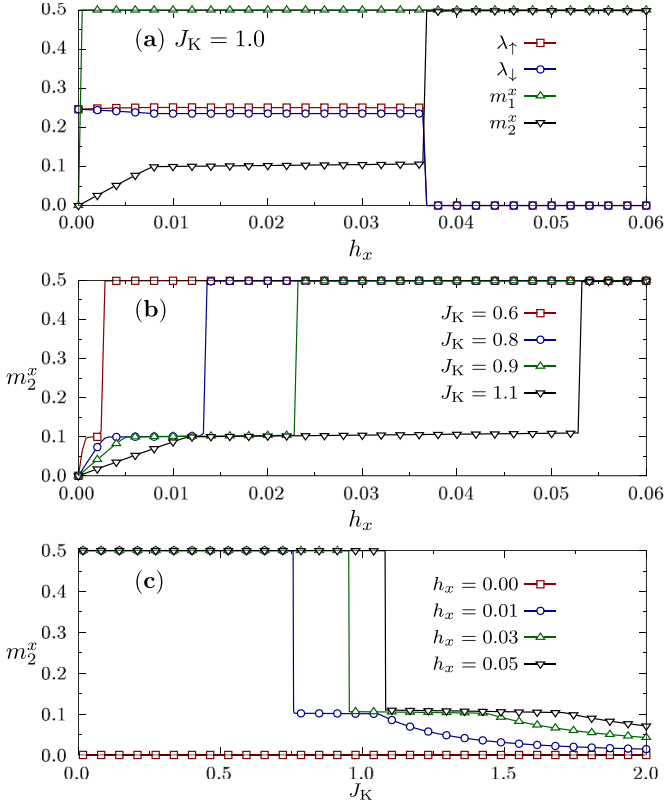 (a) J_K = 1.0
λ↑
λ↓
m₁ˣ
m₂ˣ
0.5
0.4
0.3
0.2
0.1
0.0
0.00 0.01 0.02 0.03 0.04 0.05 0.06
h_x
(b)
J_K = 0.6
J_K = 0.8
J_K = 0.9
J_K = 1.1
0.5
0.4
0.3
m₂ˣ
0.2
0.1
0.0
0.00 0.01 0.02 0.03 0.04 0.05 0.06
h_x
(c)
h_x = 0.00
h_x = 0.01
h_x = 0.03
h_x = 0.05
0.5
0.4
0.3
m₂ˣ
0.2
0.1
0.0
0.0 0.5 1.0 1.5 2.0
J_K